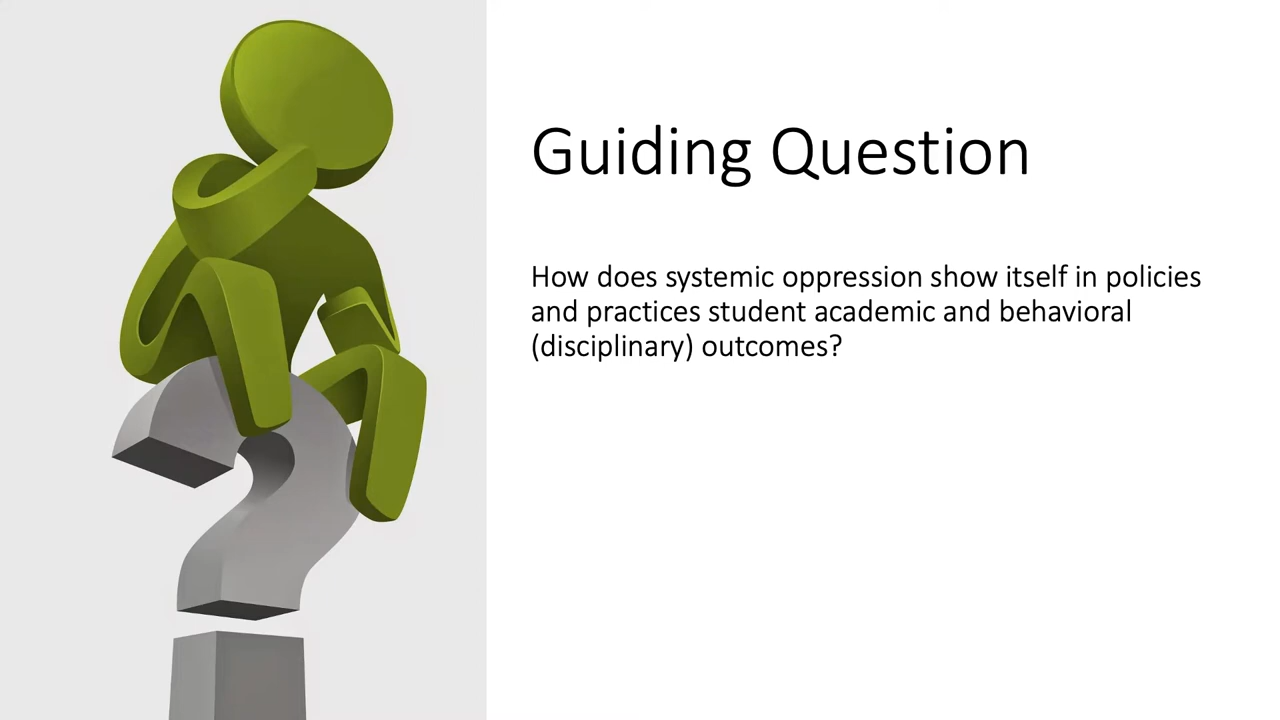 Guiding Question
How does systemic oppression show itself in policies
and practices student academic and behavioral
(disciplinary) outcomes?